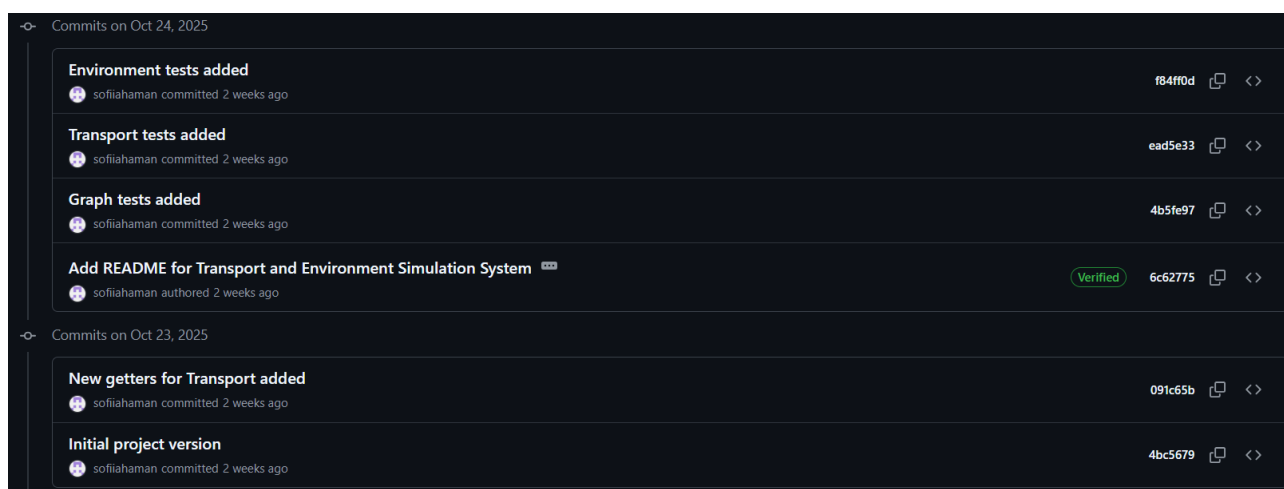 Commits on Oct 24, 2025
Environment tests added
sofiiahaman committed 2 weeks ago
f84ff0d
Transport tests added
sofiiahaman committed 2 weeks ago
ead5e33
Graph tests added
sofiiahaman committed 2 weeks ago
4b5fe97
Add README for Transport and Environment Simulation System
sofiiahaman authored 2 weeks ago
Verified 6c62775
Commits on Oct 23, 2025
New getters for Transport added
sofiiahaman committed 2 weeks ago
091c65b
Initial project version
sofiiahaman committed 2 weeks ago
4bc5679